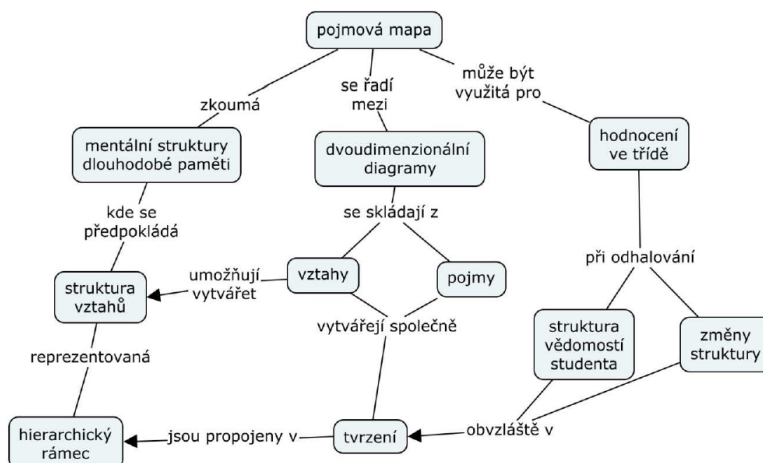 pojmová mapa
zkoumá
se řadí
mezi
může být
využitá pro
mentální struktury
dlouhodobé paměti
dvoudimenzionální
diagramy
hodnocení
ve třídě
kde se
předpokládá
se skládají z
při odhalování
struktura
vztahů
umožňují
vytvářet
vztahy
pojmy
reprezentovaná
vytvářejí společně
struktura
vědomostí
studenta
změny
struktury
hierarchický
rámec
jsou propojeny v
tvrzení
obvzláště v